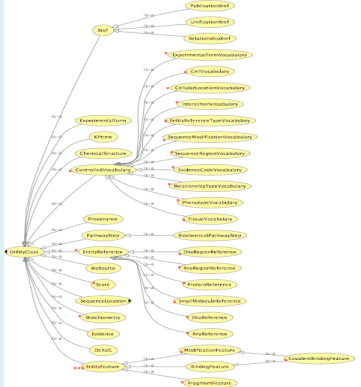 PublicationXref
UnificationXref
Xref
RelationshipXref
ExperimentalFormVocabulary
CellVocabulary
CellularLocationVocabulary
InteractionVocabulary
ExperimentalForm
EntityReferenceTypeVocabulary
KPrime
SequenceModificationVocabulary
ChemicalStructure
SequenceRegionVocabulary
ControlledVocabulary
EvidenceCodeVocabulary
RelationshipTypeVocabulary
PhenotypeVocabulary
Provenance
TissueVocabulary
PathwayStep
BiochemicalPathwayStep
UtilityClass
EntityReference
DnaRegionReference
BioSource
RnaRegionReference
Score
ProteinReference
SequenceLocation
SmallMoleculeReference
Stoichiometry
DnaReference
Evidence
RnaReference
DeltaG
ModificationFeature
CovalentBindingFeature
EntityFeature
BindingFeature
FragmentFeature